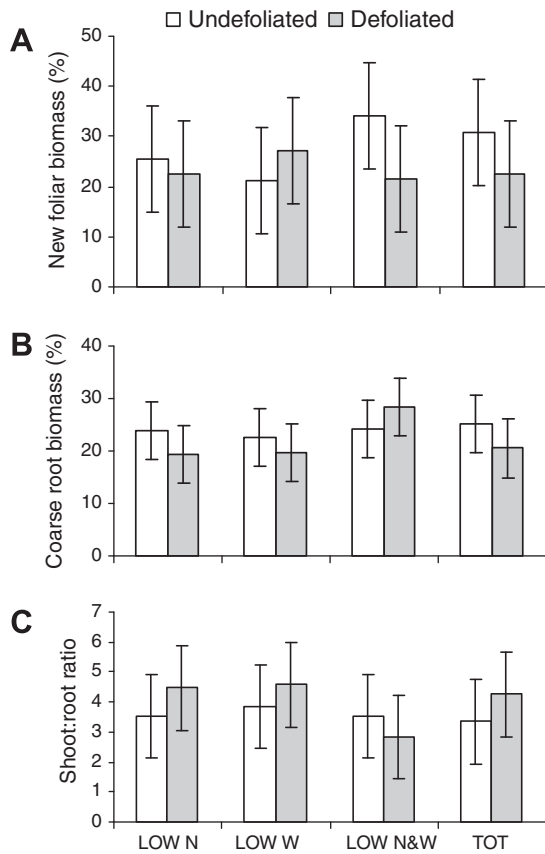 Undefoliated Defoliated
A
New foliar biomass (%)
50
40
30
20
10
0
B
Coarse root biomass (%)
40
30
20
10
0
C
Shoot:root ratio
7
6
5
4
3
2
1
0
LOW N LOW W LOW N&W TOT